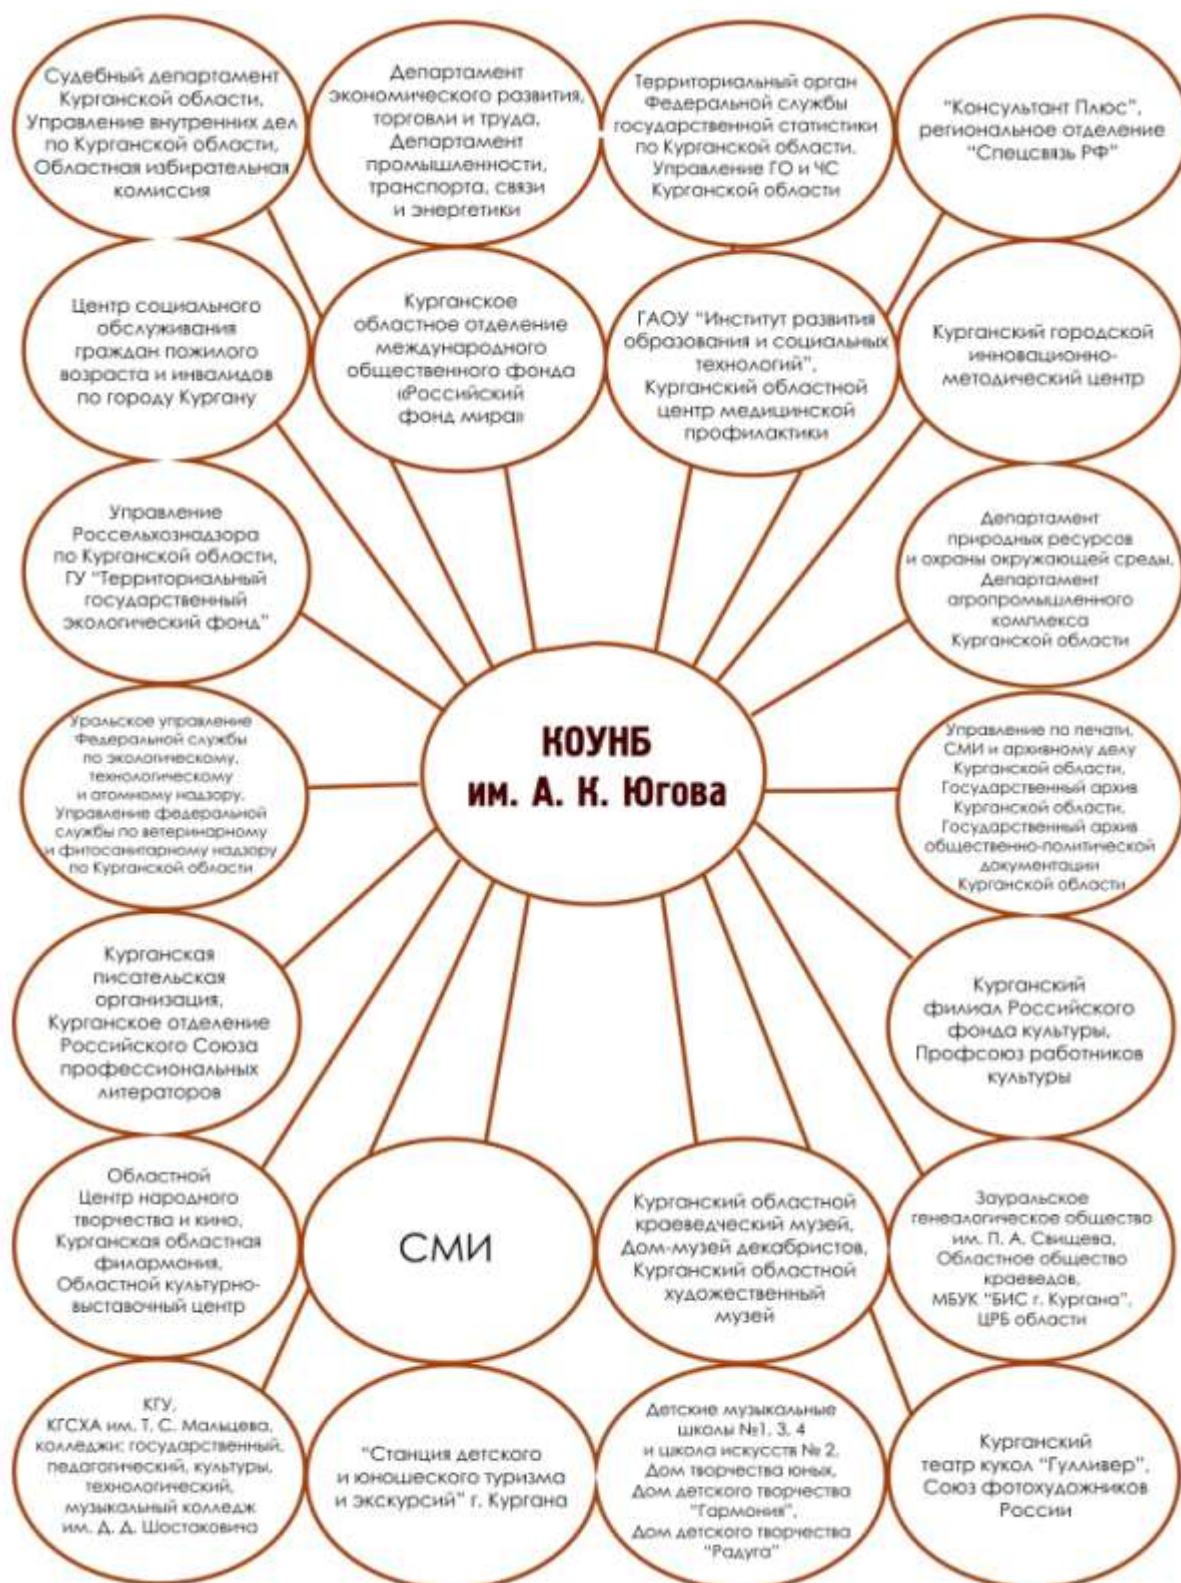 Судебный департамент
Курганской области,
Управление внутренних дел
по Курганской области,
Областная избирательная
комиссия
Департамент
экономического развития,
торговли и труда,
Департамент
промышленности,
транспорта, связи
и энергетики
Территориальный орган
Федеральной службы
государственной статистики
по Курганской области,
Управление ГО и ЧС
Курганской области
"Консультант Плюс",
региональное отделение
"Спецсвязь РФ"
Центр социального
обслуживания
граждан пожилого
возраста и инвалидов
по городу Кургану
Курганское
областное отделение
международного
общественного фонда
«Российский
фонд мира»
ГАОУ "Институт развития
образования и социальных
технологий",
Курганский областной
центр медицинской
профилактики
Курганский городской
инновационно-
методический центр
Управление
Россельхознадзора
по Курганской области,
ГУ "Территориальный
государственный
экологический фонд"
Департамент
природных ресурсов
и охраны окружающей среды,
Департамент
агропромышленного
комплекса
Курганской области
КОУНБ
им. А. К. Югова
Уральское управление
Федеральной службы
по экологическому,
технологическому
и атомному надзору,
Управление федеральной
службы по ветеринарному
и фитосанитарному надзору
по Курганской области
Управление по печати,
СМИ и архивному делу
Курганской области,
Государственный архив
Курганской области,
Государственный архив
общественно-политической
документации
Курганской области
Курганская
писательская
организация,
Курганское отделение
Российского Союза
профессиональных
литераторов
Курганский
филиал Российского
фонда культуры,
Профсоюз работников
культуры
Областной
Центр народного
творчества и кино,
Курганская областная
филармония,
Областной культурно-
выставочный центр
СМИ
Курганский областной
краеведческий музей,
Дом-музей декабристов,
Курганский областной
художественный
музей
Зауральское
генеалогическое общество
им. П. А. Свищева,
Областное общество
краеведов,
МБУК "БИС г. Кургана",
ЦРБ области
КГУ,
КГСХА им. Т. С. Мальцева,
колледжи: государственный,
педагогический, культуры,
технологический,
музыкальный колледж
им. Д. Д. Шостаковича
"Станция детского
и юношеского туризма
и экскурсий" г. Кургана
Детские музыкальные
школы №1, 3, 4
и школа искусств № 2,
Дом творчества юных,
Дом детского творчества
"Гармония",
Дом детского творчества
"Радуга"
Курганский
театр кукол "Гулливер",
Союз фотохудожников
России